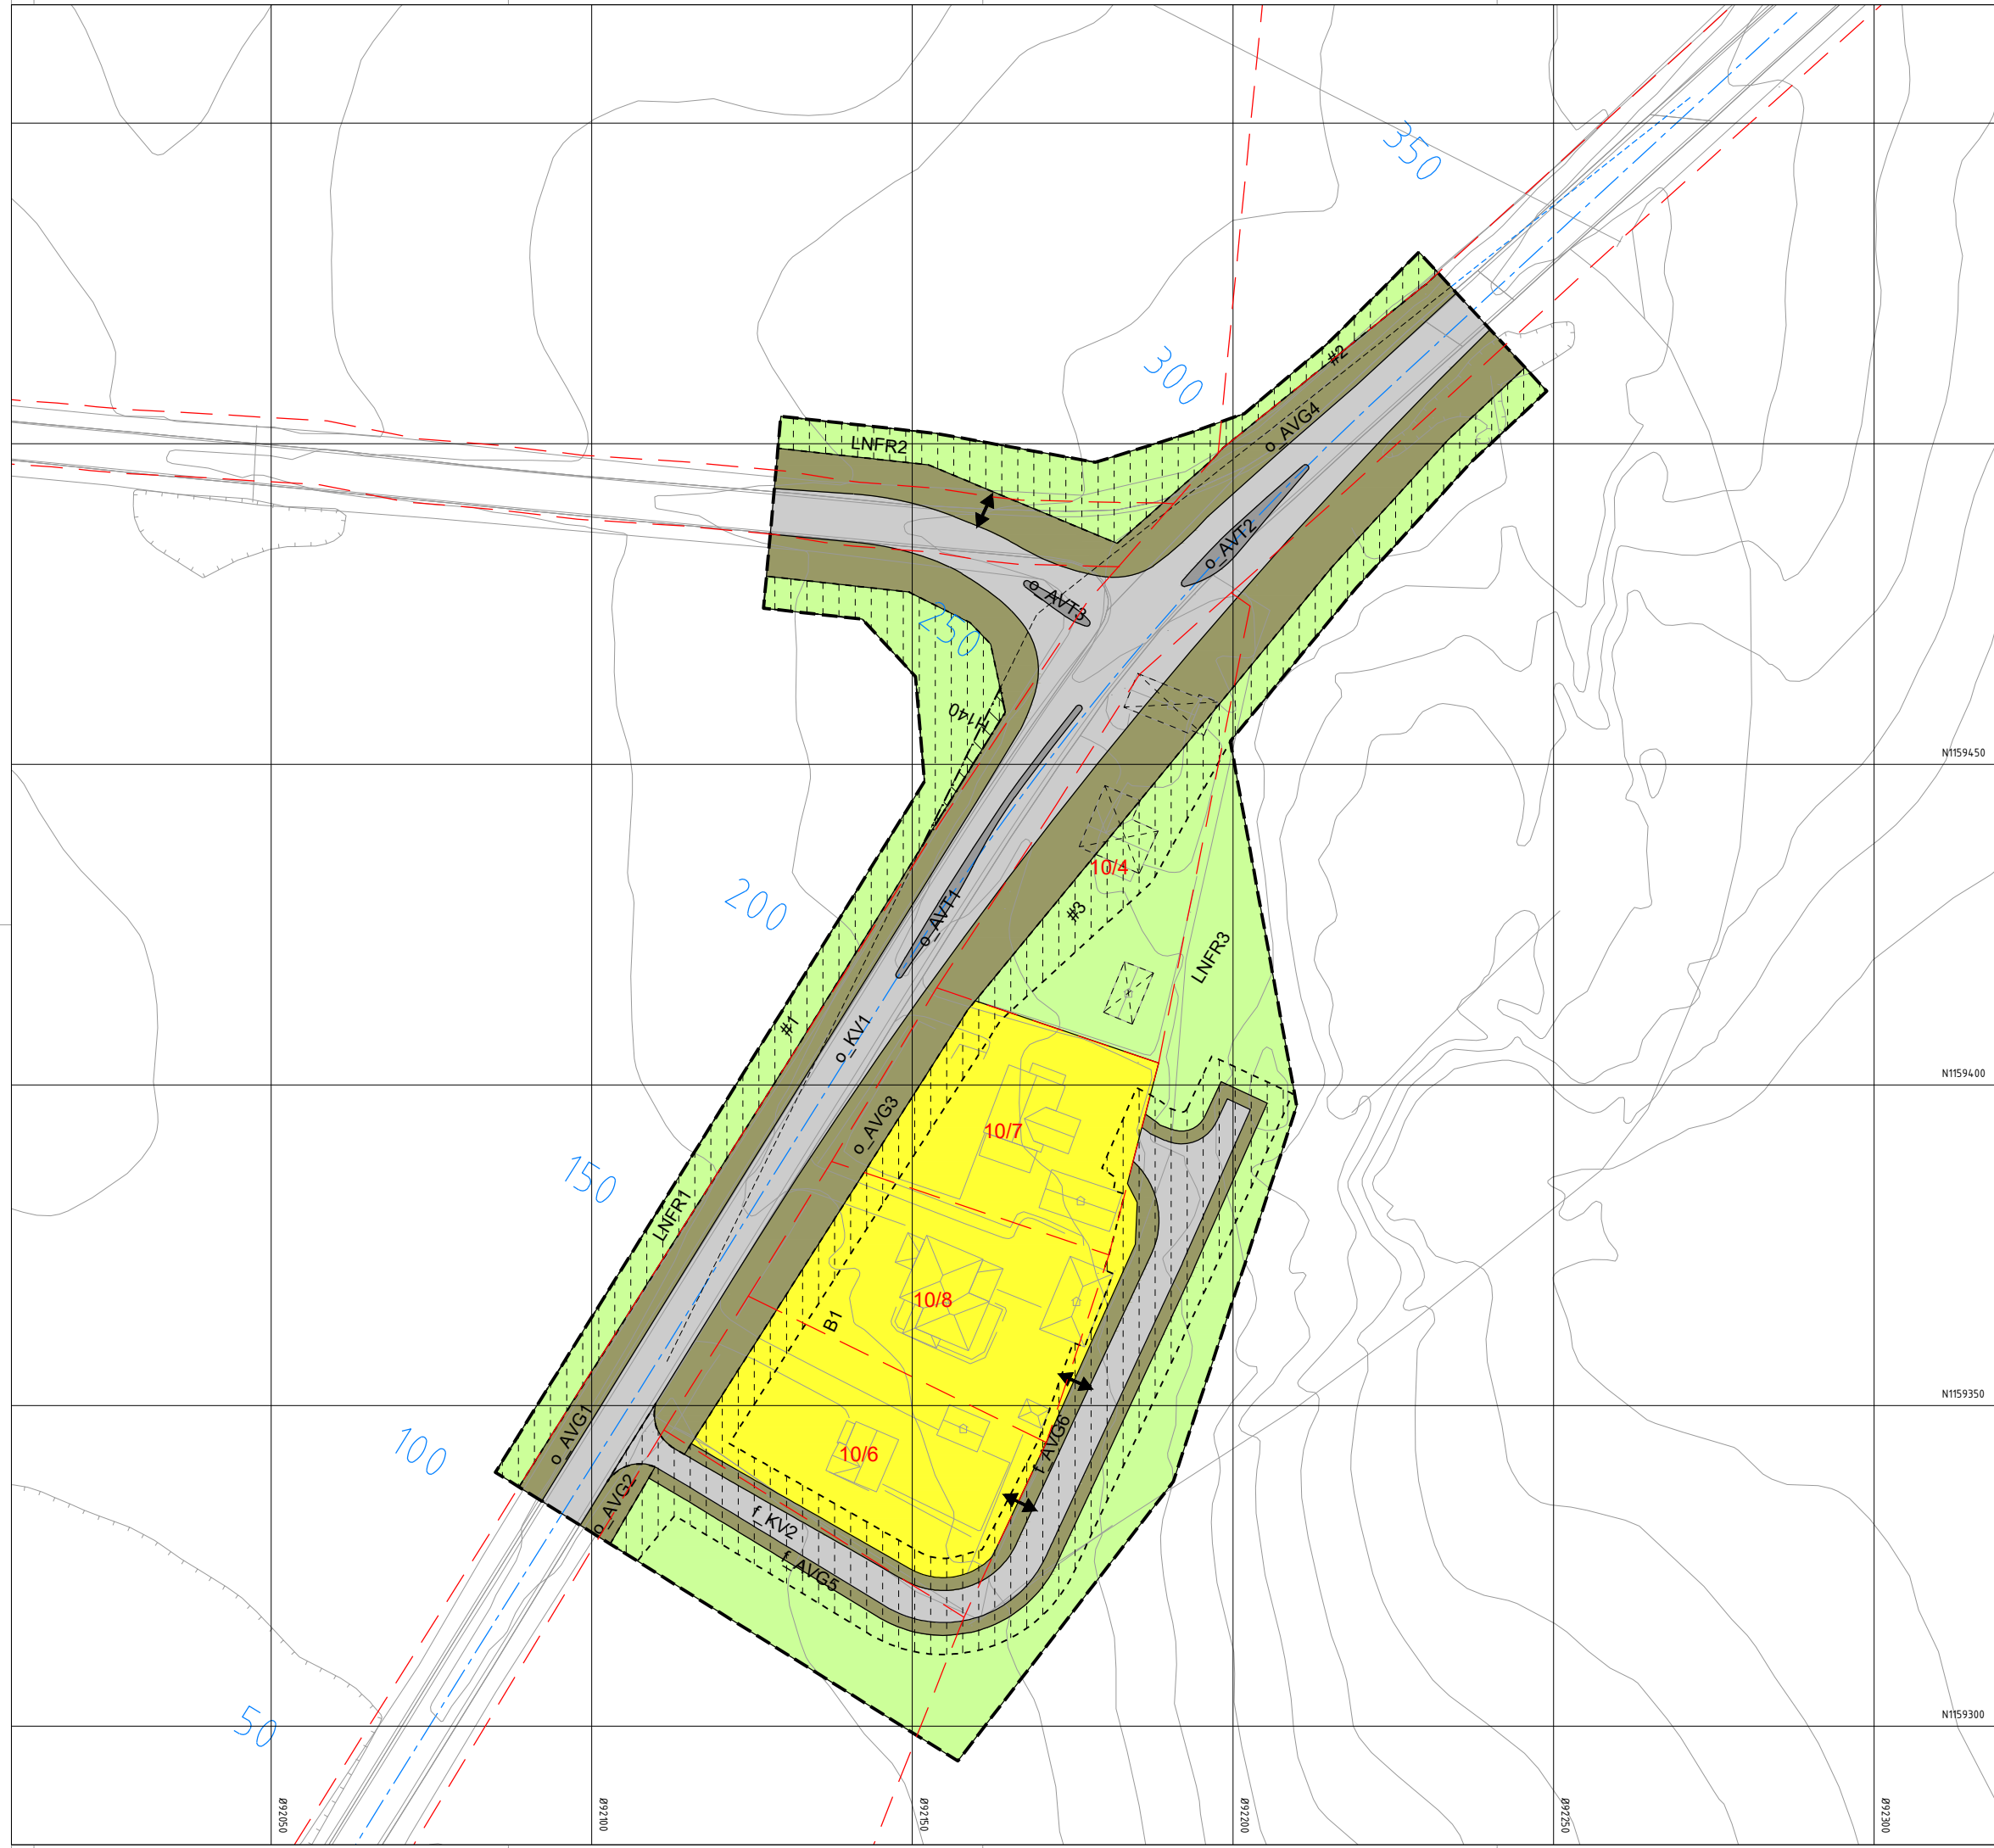 350
#2
300
o_AVG4
LNFR2
o_AVT2
o_AVT3
250
H140
N1159450
10/4
200
o_AVT1
#3
LNFR3
#1
o_KV1
N1159400
o_AVG3
10/7
150
LNFR1
10/8
B1
N1159350
o_AVG1
100
f_AVG6
10/6
o_AVG2
f_KV2
f_AVG5
50
N1159300
Ø92050
Ø92100
Ø92150
Ø92200
Ø92250
Ø92300